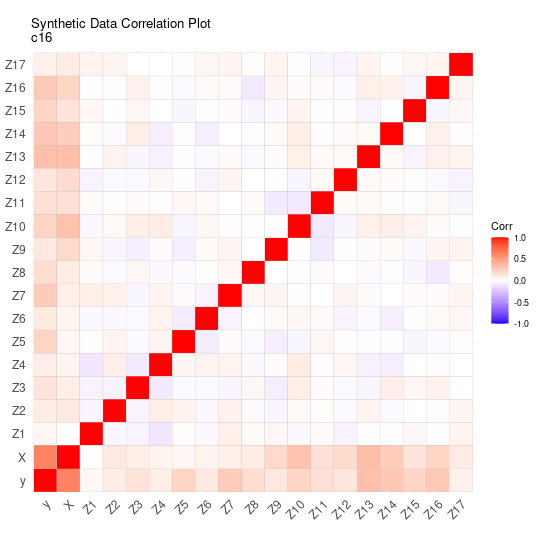 Synthetic Data Correlation Plot
c16
Z17
Z16
Z15
Z14
Z13
Z12
Z11
Z10
Z9
Z8
Z7
Z6
Z5
Z4
Z3
Z2
Z1
X
y
Corr
1.0
0.5
0.0
-0.5
-1.0
y X Z1 Z2 Z3 Z4 Z5 Z6 Z7 Z8 Z9 Z10 Z11 Z12 Z13 Z14 Z15 Z16 Z17